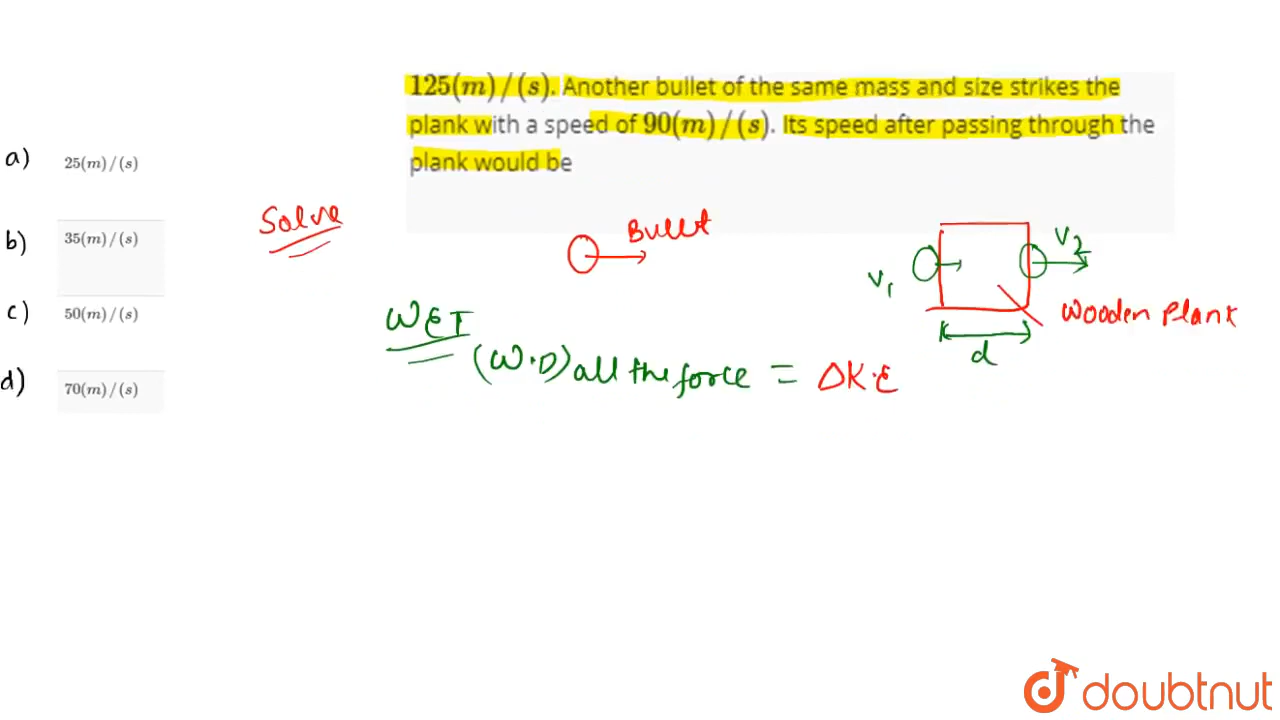 125(m)/(s). Another bullet of the same mass and size strikes the
plank with a speed of 90(m)/(s). Its speed after passing through the
plank would be
a) 25(m)/(s)
b) 35(m)/(s)
c) 50(m)/(s)
d) 70(m)/(s)
Solve
Bullet
V₁
V₂
Wooden Plank
d
WET
(W.D) all the force = ΔK.E
doubtnut